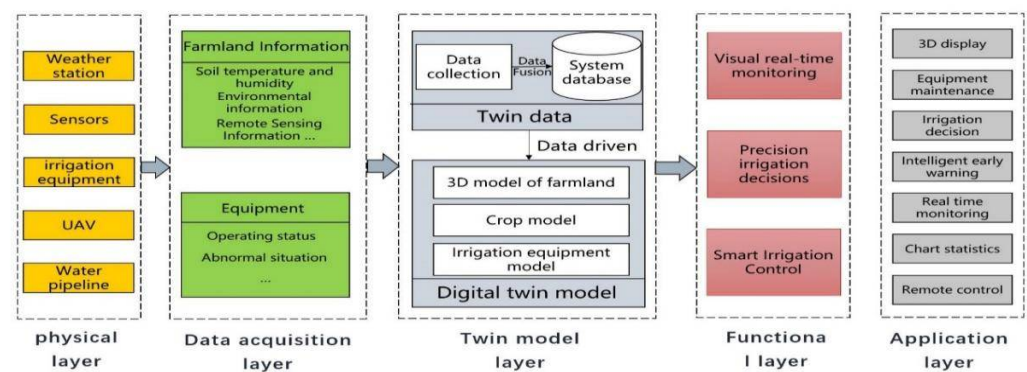 Weather
station
Sensors
irrigation
equipment
UAV
Water
pipeline
physical
layer
Farmland Information
Soil temperature and
humidity
Environmental
information
Remote Sensing
Information ...
Equipment
Operating status
Abnormal situation
...
Data acquisition
layer
Data
collection
Data
Fusion
System
database
Twin data
Data driven
3D model of farmland
Crop model
Irrigation equipment
model
Digital twin model
Twin model
layer
Visual real-time
monitoring
Precision
irrigation
decisions
Smart Irrigation
Control
Functiona
l layer
3D display
Equipment
maintenance
Irrigation
decision
Intelligent early
warning
Real time
monitoring
Chart statistics
Remote control
Application
layer